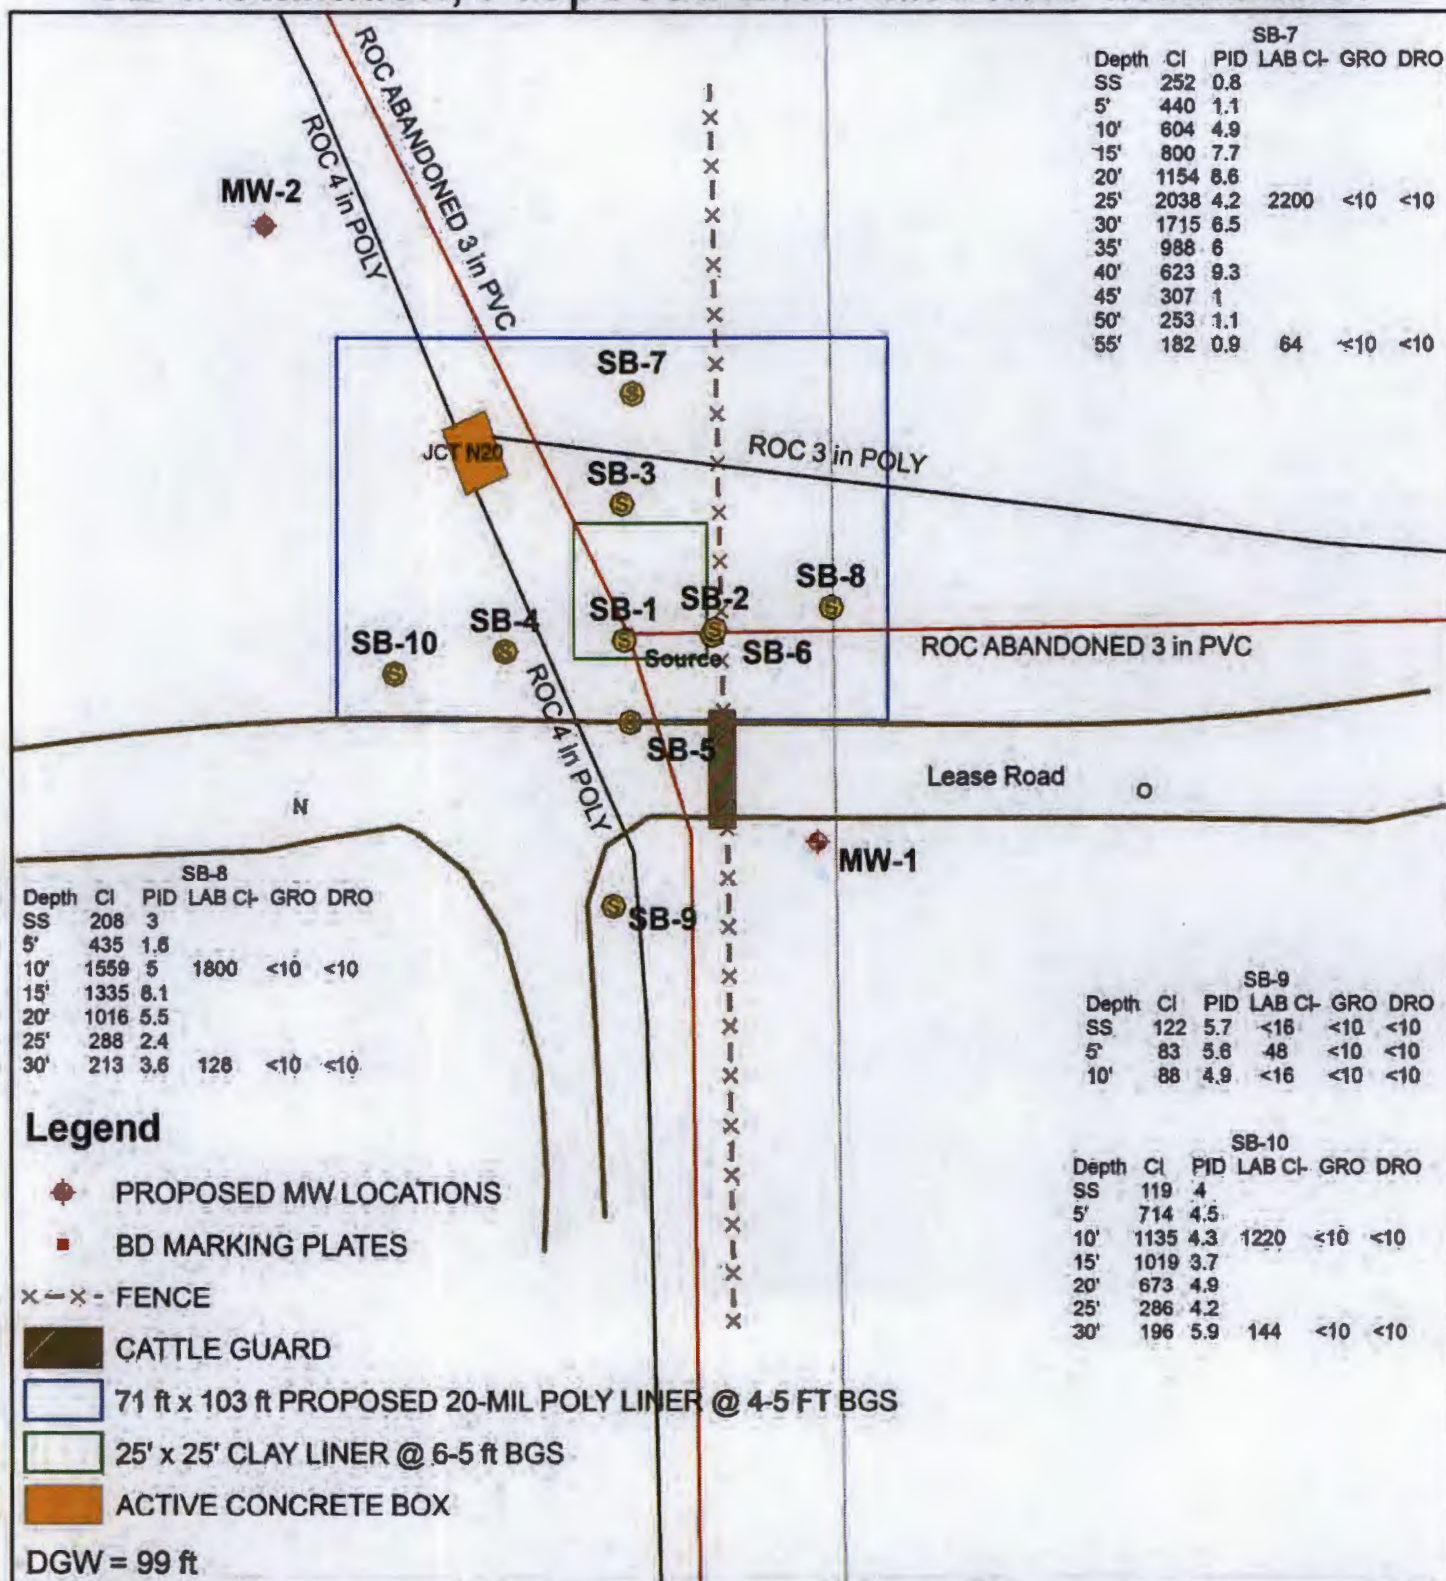 SB-7
Depth Cl PID LAB Cl- GRO DRO
SS 252 0.8
5' 440 1.1
10' 604 4.9
15' 800 7.7
20' 1154 8.6
25' 2038 4.2 2200 <10 <10
30' 1715 6.5
35' 988 6
40' 623 9.3
45' 307 1
50' 253 1.1
55' 182 0.9 64 <10 <10
ROC ABANDONED 3 in PVC
ROC 4 in POLY
MW-2
SB-7
JCT N20
ROC 3 in POLY
SB-3
SB-8
SB-1
SB-2
SB-4
SB-10
Source
SB-6
ROC ABANDONED 3 in PVC
ROC 4 in POLY
SB-5
Lease Road
N
O
MW-1
SB-9
SB-8
Depth Cl PID LAB Cl- GRO DRO
SS 208 3
5' 435 1.6
10' 1559 5 1800 <10 <10
15' 1335 8.1
20' 1016 5.5
25' 288 2.4
30' 213 3.6 128 <10 <10
SB-9
Depth Cl PID LAB Cl- GRO DRO
SS 122 5.7 <16 <10 <10
5' 83 5.6 48 <10 <10
10' 88 4.9 <16 <10 <10
SB-10
Depth Cl PID LAB Cl- GRO DRO
SS 119 4
5' 714 4.5
10' 1135 4.3 1220 <10 <10
15' 1019 3.7
20' 673 4.9
25' 286 4.2
30' 196 5.9 144 <10 <10
Legend
PROPOSED MW LOCATIONS
BD MARKING PLATES
FENCE
CATTLE GUARD
71 ft x 103 ft PROPOSED 20-MIL POLY LINER @ 4-5 FT BGS
25' x 25' CLAY LINER @ 6-5 ft BGS
ACTIVE CONCRETE BOX
DGW = 99 ft